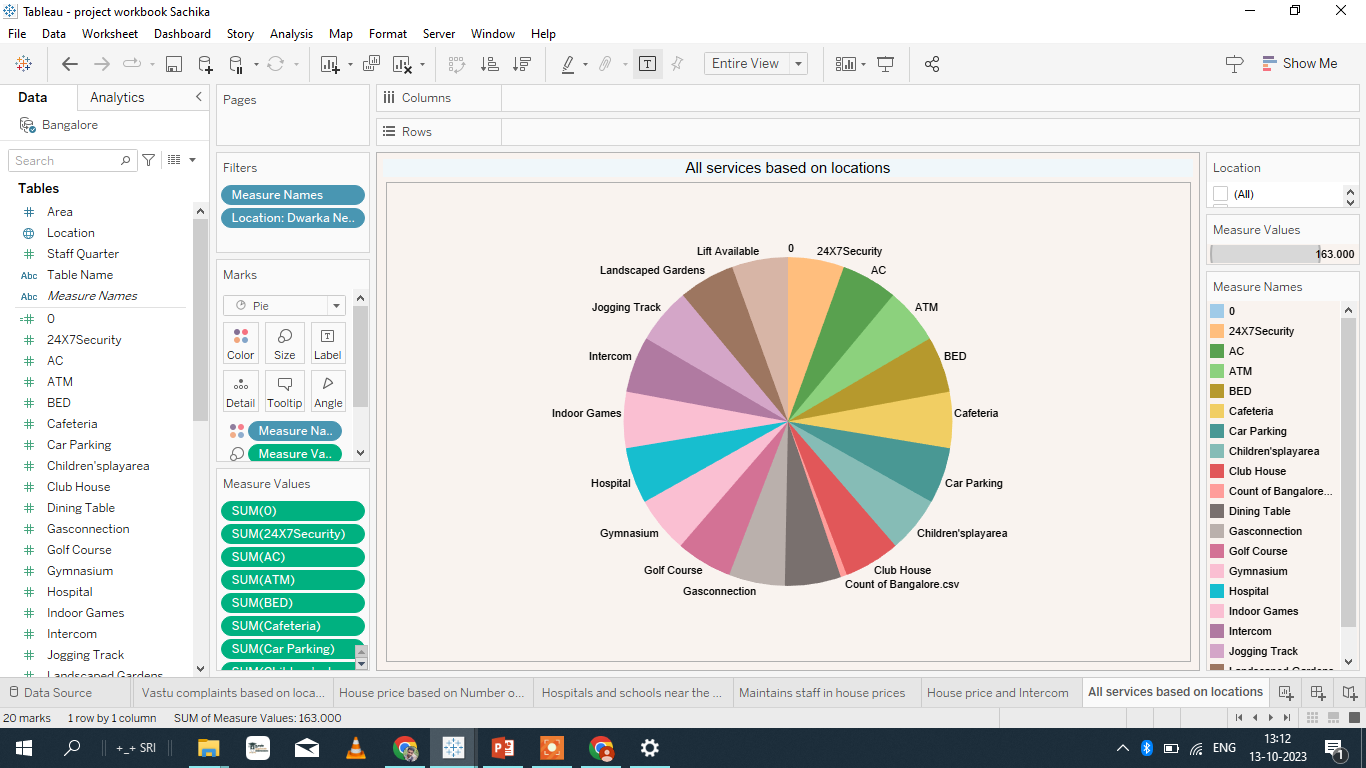 Tableau - project workbook Sachika
File Data Worksheet Dashboard Story Analysis Map Format Server Window Help
Entire View
Show Me
Data Analytics
Bangalore
Search
Tables
Area
Location
Staff Quarter
Abc Table Name
Abc Measure Names
0
24X7Security
AC
ATM
BED
Cafeteria
Car Parking
Children'splayarea
Club House
Dining Table
Gasconnection
Golf Course
Gymnasium
Hospital
Indoor Games
Intercom
Jogging Track
Landscaped Gardens
Pages
Filters
Measure Names
Location: Dwarka Ne..
Marks
Pie
Color Size Label
Detail Tooltip Angle
Measure Na..
Measure Va..
Measure Values
SUM(0)
SUM(24X7Security)
SUM(AC)
SUM(ATM)
SUM(BED)
SUM(Cafeteria)
SUM(Car Parking)
Columns
Rows
All services based on locations
0
24X7Security
AC
ATM
BED
Cafeteria
Car Parking
Children'splayarea
Club House
Count of Bangalore.csv
Dining Table
Gasconnection
Golf Course
Gymnasium
Hospital
Indoor Games
Intercom
Jogging Track
Landscaped Gardens
Lift Available
Location
(All)
Measure Values
163.000
Measure Names
0
24X7Security
AC
ATM
BED
Cafeteria
Car Parking
Children'splayarea
Club House
Count of Bangalore...
Dining Table
Gasconnection
Golf Course
Gymnasium
Hospital
Indoor Games
Intercom
Jogging Track
Landscaped Gardens
Data Source Vastu complaints based on loca... House price based on Number o... Hospitals and schools near the ... Maintains staff in house prices House price and Intercom All services based on locations
20 marks 1 row by 1 column SUM of Measure Values: 163.000
+_+ SRI
ENG
13:12
13-10-2023
1